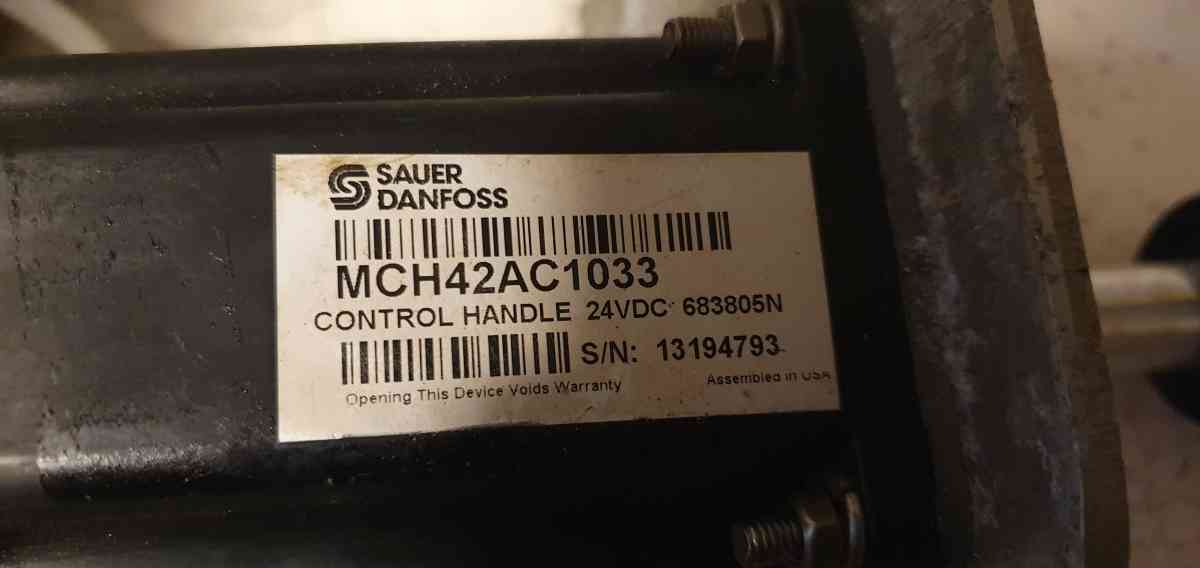 SAUER
DANFOSS
MCH42AC1033
CONTROL HANDLE 24VDC 683805N
S/N: 13194793
Opening This Device Voids Warranty
Assembled in USA